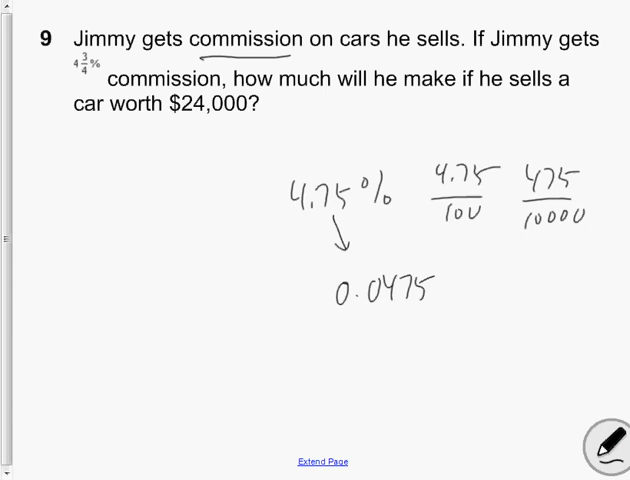 9 Jimmy gets commission on cars he sells. If Jimmy gets
4 3/4 % commission, how much will he make if he sells a
car worth $24,000?
4.75% 4.75/100 475/10000
0.0475
Extend Page